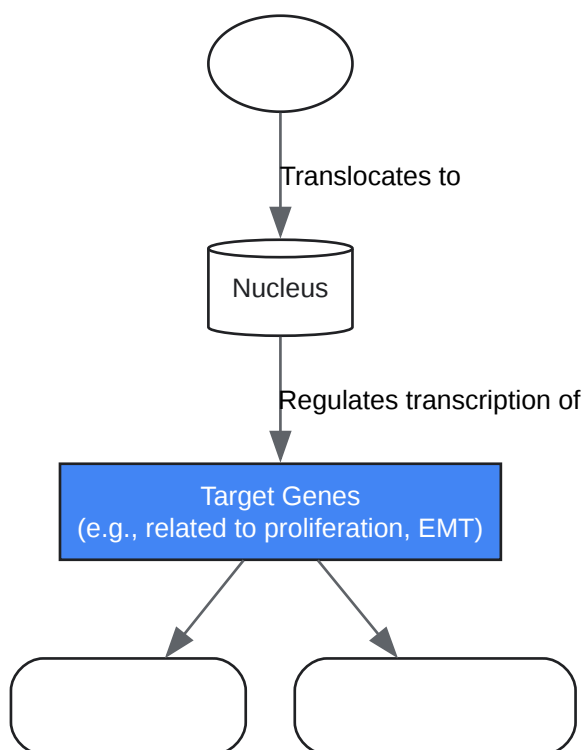 Translocates to
Nucleus
Regulates transcription of
Target Genes
(e.g., related to proliferation, EMT)